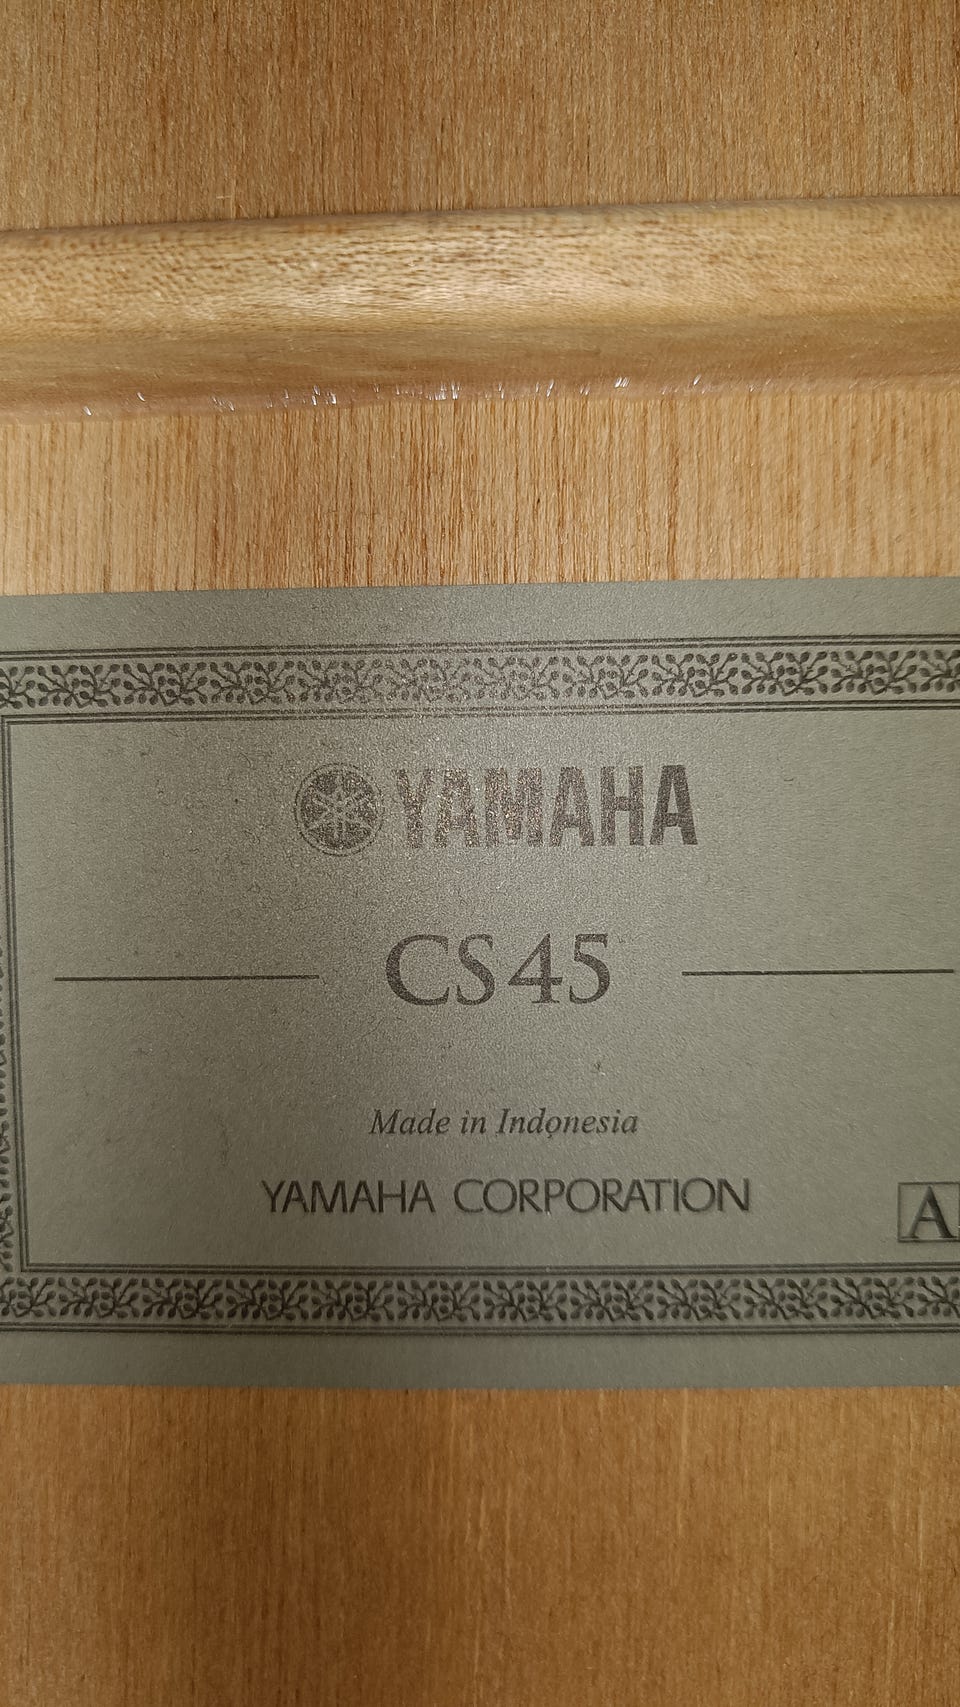 YAMAHA
CS45
Made in Indonesia
YAMAHA CORPORATION
A